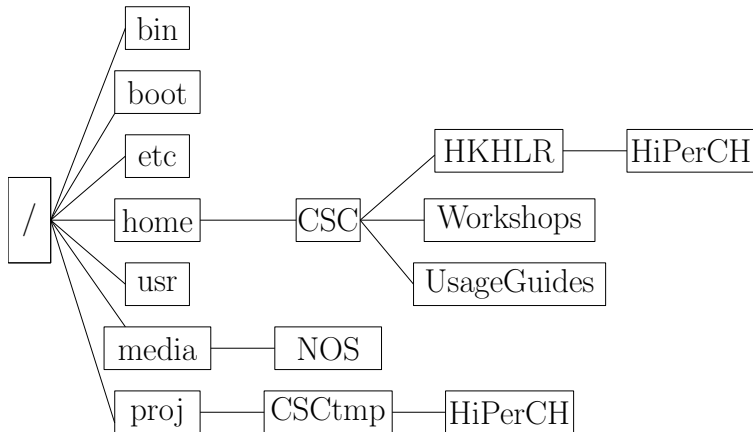 bin
boot
etc
HKHLR
HiPerCH
/
home
CSC
Workshops
usr
UsageGuides
media
NOS
proj
CSCtmp
HiPerCH